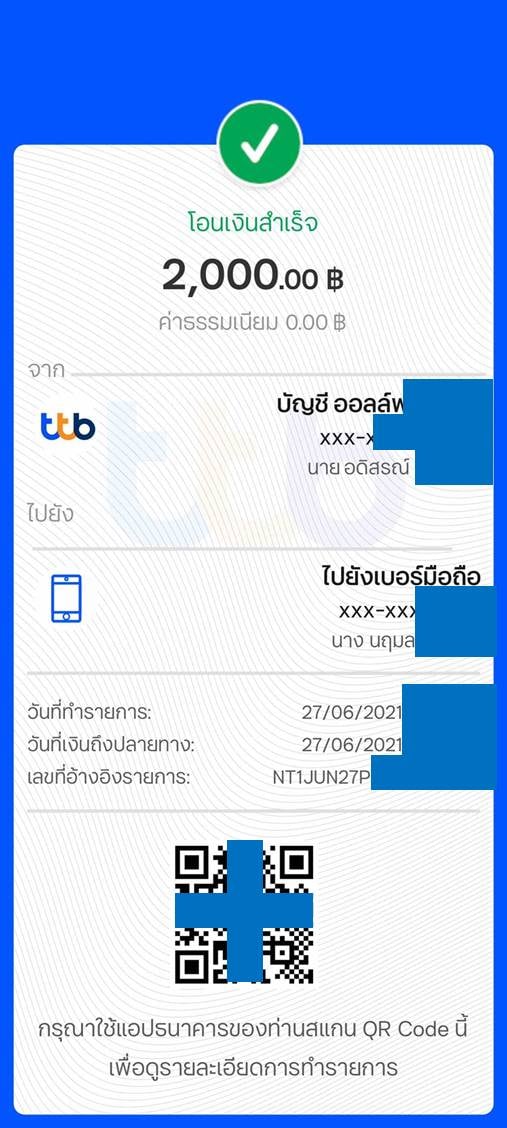 โอนเงินสำเร็จ
2,000.00 ฿
ค่าธรรมเนียม 0.00 ฿
จาก
ttb
บัญชี ออลล์
xxx-x
นาย อดิสรณ์
ไปยัง
ไปยังเบอร์มือถือ
xxx-xxx
นาง นฤมล
วันที่ทำรายการ: 27/06/2021
วันที่เงินถึงปลายทาง: 27/06/2021
เลขที่อ้างอิงรายการ: NT1JUN27P
กรุณาใช้แอปธนาคารของท่านสแกน QR Code นี้
เพื่อดูรายละเอียดการทำรายการ